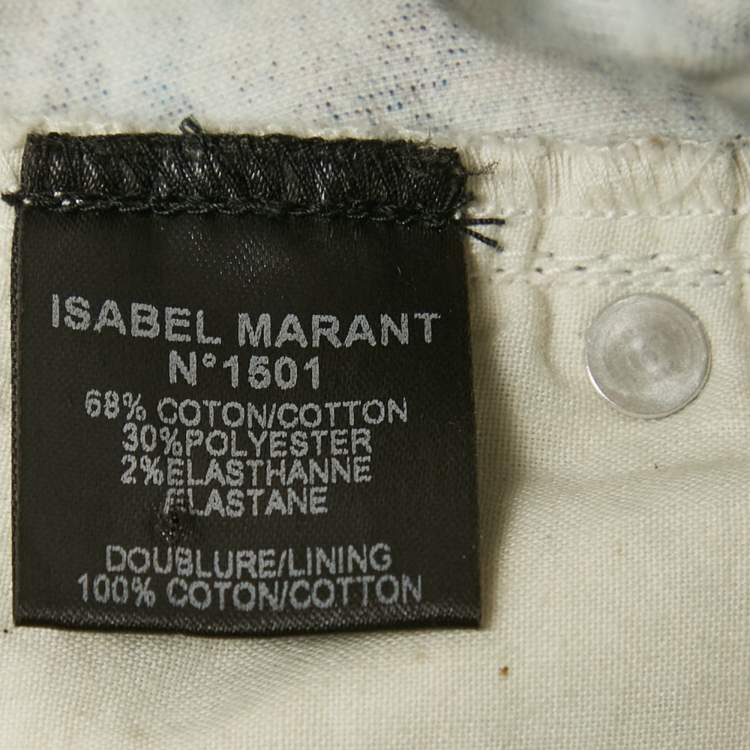 ISABEL MARANT
N°1501
68% COTON/COTTON
30%POLYESTER
2%ELASTHANNE
ELASTANE
DOUBLURE/LINING
100% COTON/COTTON